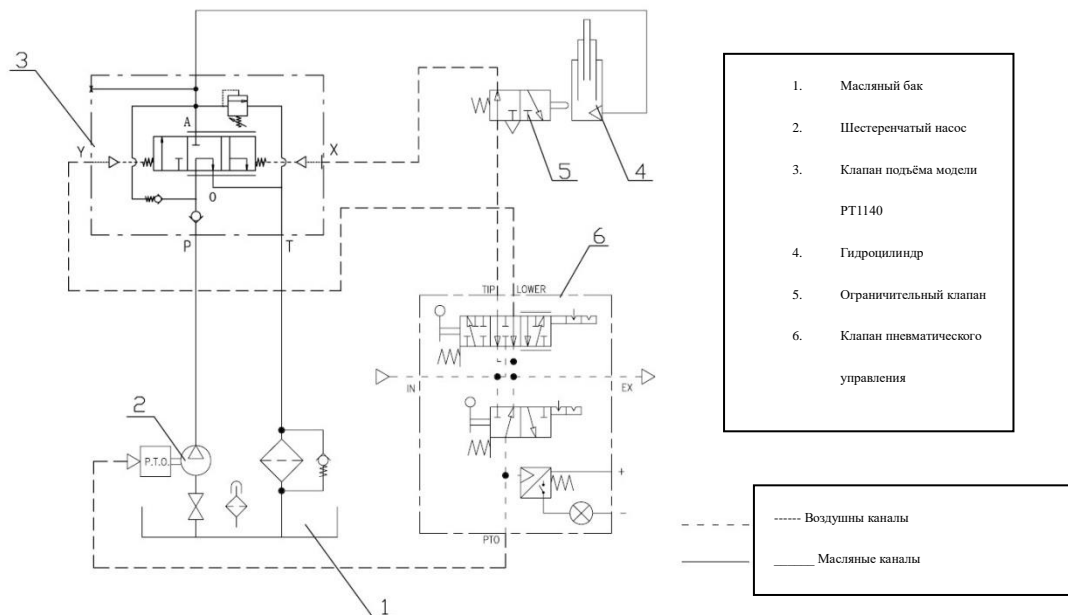 3
A
Y
X
O
P
T
5
4
6
TIP
LOWER
IN
EX
2
P.T.O.
+
-
PTO
1
1. Масляный бак
2. Шестеренчатый насос
3. Клапан подъёма модели
PT1140
4. Гидроцилиндр
5. Ограничительный клапан
6. Клапан пневматического
управления
------ Воздушны каналы
______ Масляные каналы